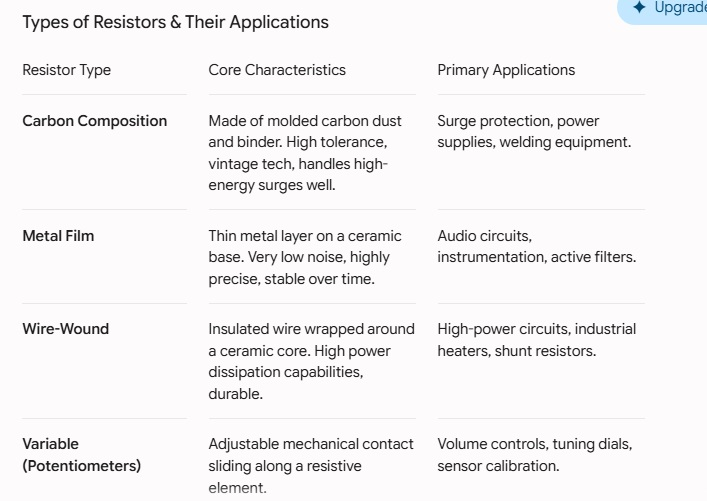 Upgrade
Types of Resistors & Their Applications
Resistor Type
Core Characteristics
Primary Applications
Carbon Composition
Made of molded carbon dust
and binder. High tolerance,
vintage tech, handles high-
energy surges well.
Surge protection, power
supplies, welding equipment.
Metal Film
Thin metal layer on a ceramic
base. Very low noise, highly
precise, stable over time.
Audio circuits,
instrumentation, active filters.
Wire-Wound
Insulated wire wrapped around
a ceramic core. High power
dissipation capabilities,
durable.
High-power circuits, industrial
heaters, shunt resistors.
Variable
(Potentiometers)
Adjustable mechanical contact
sliding along a resistive
element.
Volume controls, tuning dials,
sensor calibration.